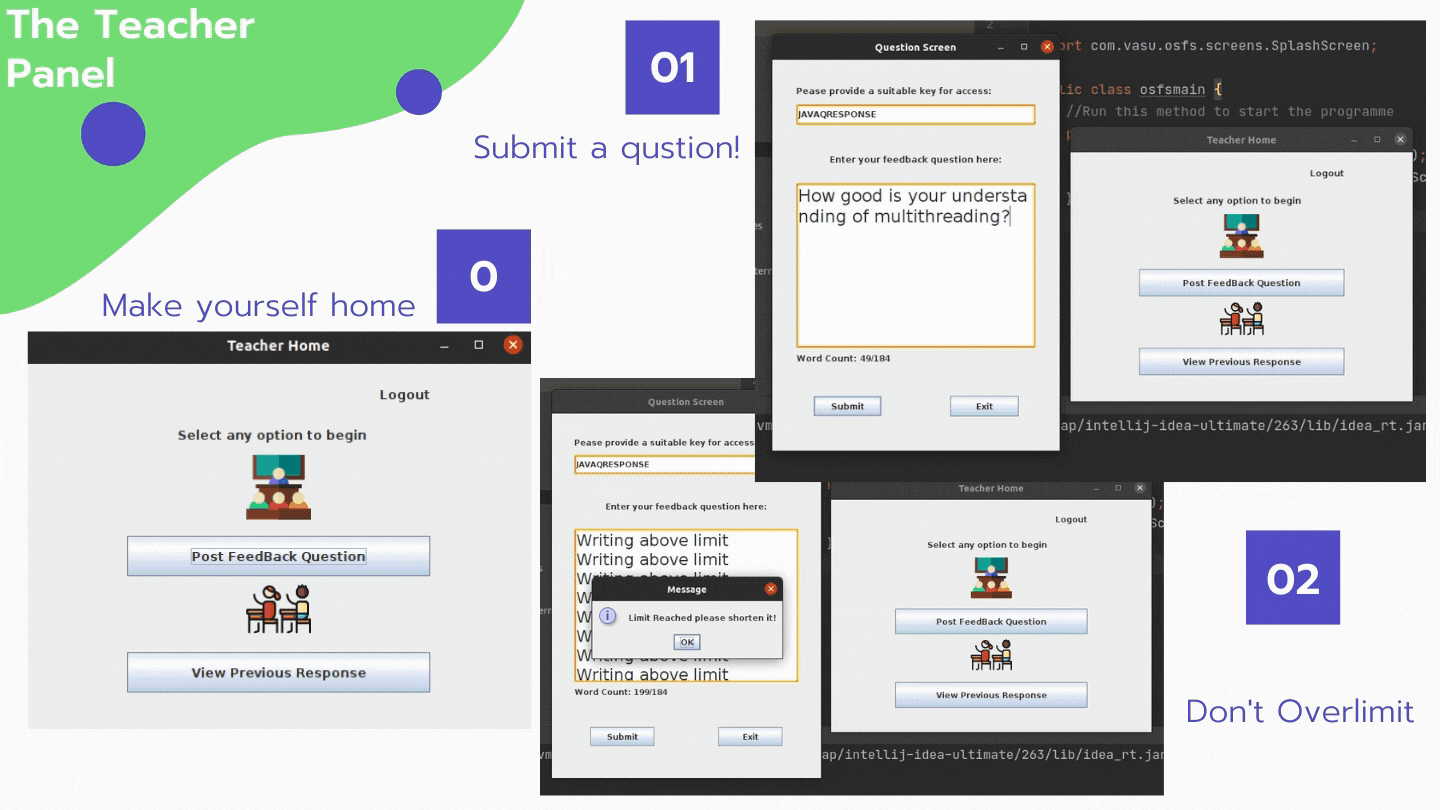 The Teacher
Panel
0
Make yourself home
Teacher Home
Logout
Select any option to begin
Post FeedBack Question
View Previous Response
01
Submit a qustion!
2
ort com.vasu.osfs.screens.SplashScreen;
lic class osfsmain {
//Run this method to start the programme
Question Screen
Pease provide a suitable key for access:
JAVAQRESPONSE
Enter your feedback question here:
How good is your understa
nding of multithreading?
Word Count: 49/184
Submit
Exit
Teacher Home
Logout
Select any option to begin
Post FeedBack Question
View Previous Response
ap/intellij-idea-ultimate/263/lib/idea_rt.jar
Question Screen
Pease provide a suitable key for access
JAVAQRESPONSE
Enter your feedback question here:
Writing above limit
Writing above limit
Writing above limit
W
W
W
Writing above limit
Writing above limit
Message
Limit Reached please shorten it!
OK
Word Count: 199/184
Submit
Exit
Teacher Home
Logout
Select any option to begin
Post FeedBack Question
View Previous Response
ap/intellij-idea-ultimate/263/lib/idea_rt.jar
02
Don't Overlimit